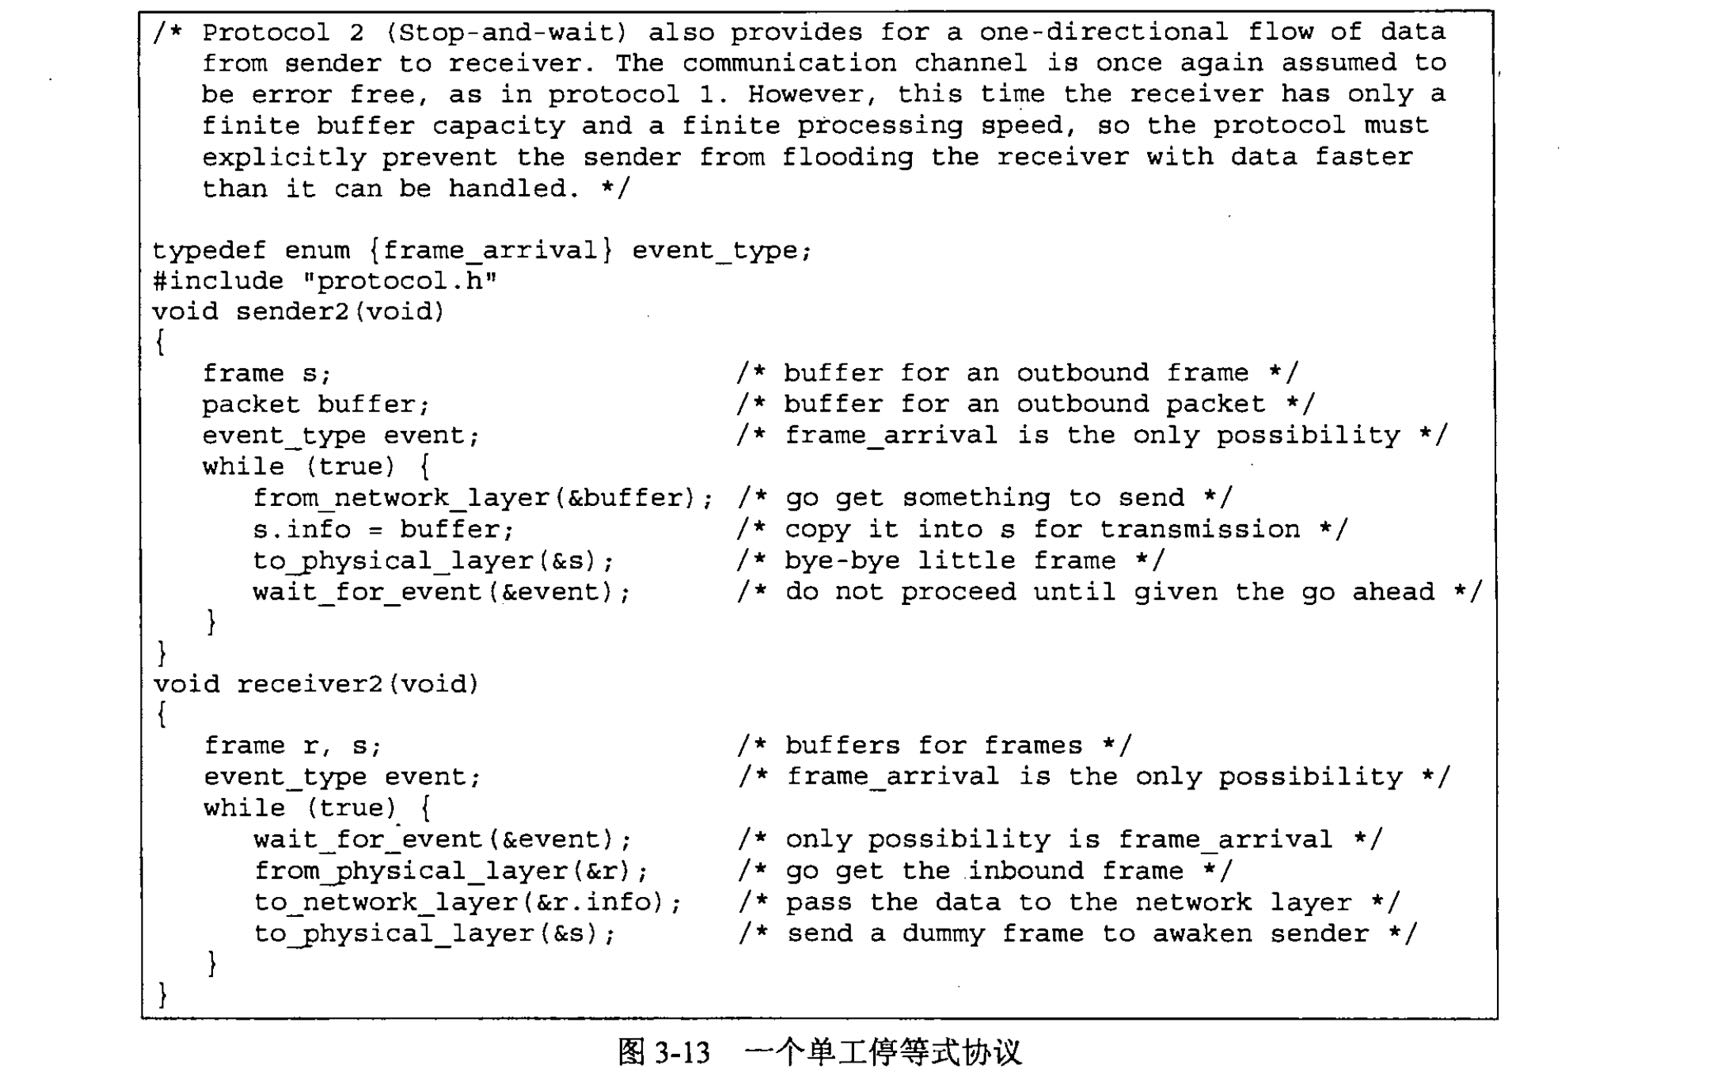 /* Protocol 2 (Stop-and-wait) also provides for a one-directional flow of data
from sender to receiver. The communication channel is once again assumed to
be error free, as in protocol 1. However, this time the receiver has only a
finite buffer capacity and a finite processing speed, so the protocol must
explicitly prevent the sender from flooding the receiver with data faster
than it can be handled. */
typedef enum {frame_arrival} event_type;
#include "protocol.h"
void sender2(void)
{
frame s; /* buffer for an outbound frame */
packet buffer; /* buffer for an outbound packet */
event_type event; /* frame_arrival is the only possibility */
while (true) {
from_network_layer(&buffer); /* go get something to send */
s.info = buffer; /* copy it into s for transmission */
to_physical_layer(&s); /* bye-bye little frame */
wait_for_event(&event); /* do not proceed until given the go ahead */
}
}
void receiver2(void)
{
frame r, s; /* buffers for frames */
event_type event; /* frame_arrival is the only possibility */
while (true) {
wait_for_event(&event); /* only possibility is frame_arrival */
from_physical_layer(&r); /* go get the inbound frame */
to_network_layer(&r.info); /* pass the data to the network layer */
to_physical_layer(&s); /* send a dummy frame to awaken sender */
}
}
图 3-13 一个单工停等式协议